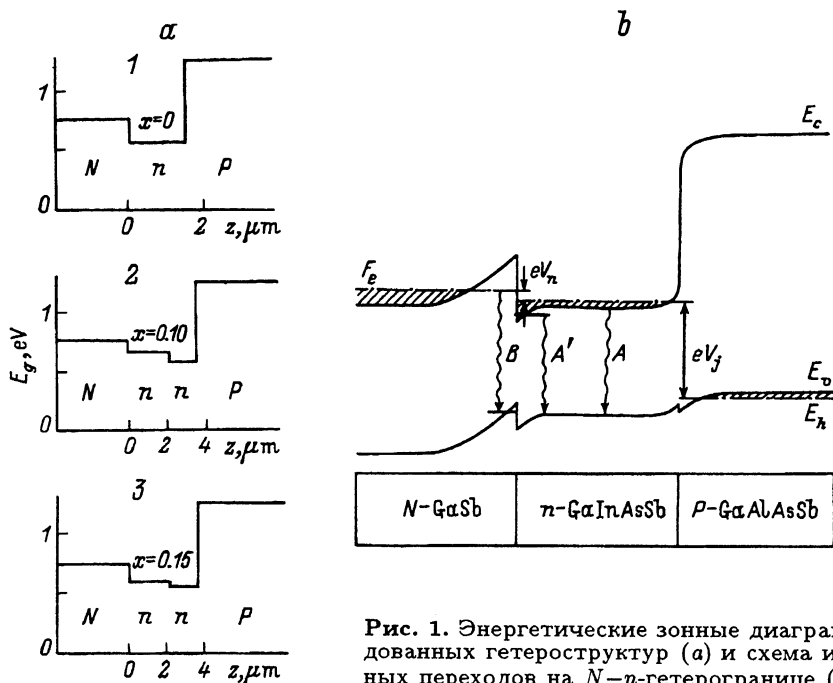 a
1
1
x=0
N n P
0
0 2 z, μm
2
1
x=0.10
E_g, eV
N n n P
0
0 2 4 z, μm
3
1
x=0.15
N n n P
0
0 2 4 z, μm
b
E_c
F_e
eV_n
B A′ A
eV_j
E_v
E_h
N-GaSb n-GaInAsSb P-GaAlAsSb
Рис. 1. Энергетические зонные диаграм
дованных гетероструктур (а) и схема и
ных переходов на N–n-гетерогранице (